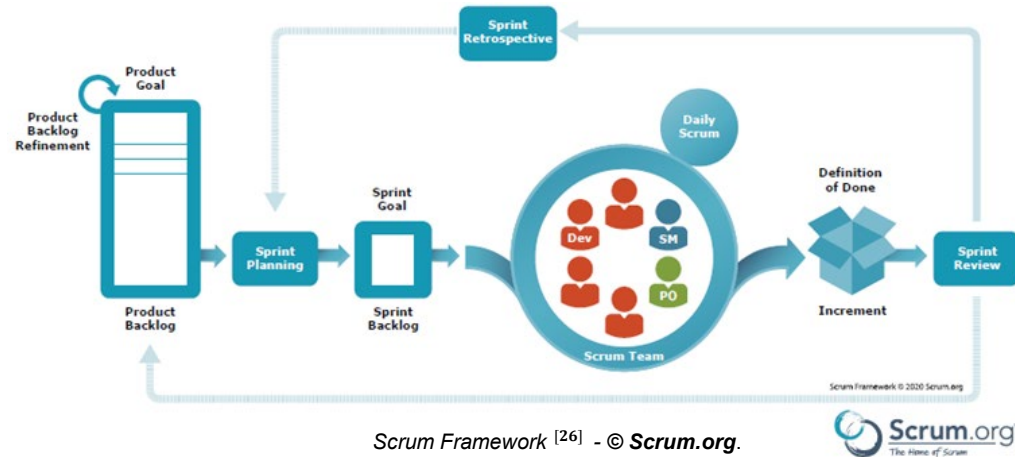 Sprint
Retrospective
Product
Goal
Daily
Scrum
Product
Backlog
Refinement
Definition
of Done
Sprint
Goal
Dev
SM
Sprint
Planning
Sprint
Review
PO
Product
Backlog
Sprint
Backlog
Increment
Scrum Team
Scrum Framework © 2020 Scrum.org
Scrum Framework [26] - © Scrum.org.
Scrum.org
The Home of Scrum